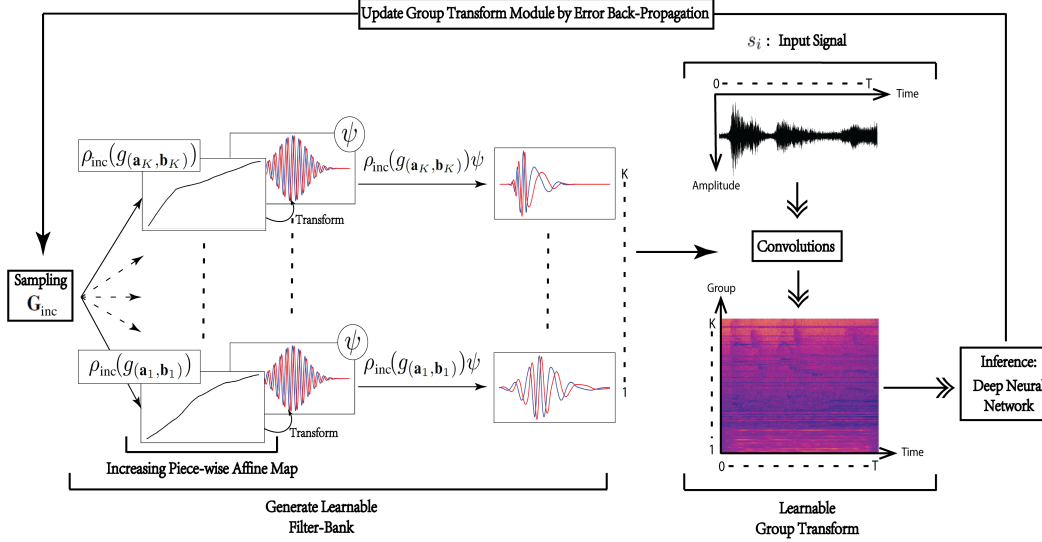 Update Group Transform Module by Error Back-Propagation
s_i : Input Signal
0
T
Time
Amplitude
ρ_inc(g_(a_K,b_K))
ψ
Transform
ρ_inc(g_(a_K,b_K))ψ
K
1
Convolutions
Sampling
G_inc
ρ_inc(g_(a_1,b_1))
ψ
Transform
ρ_inc(g_(a_1,b_1))ψ
Increasing Piece-wise Affine Map
Generate Learnable
Filter-Bank
Group
K
1
0
T
Time
Learnable
Group Transform
Inference:
Deep Neural
Network